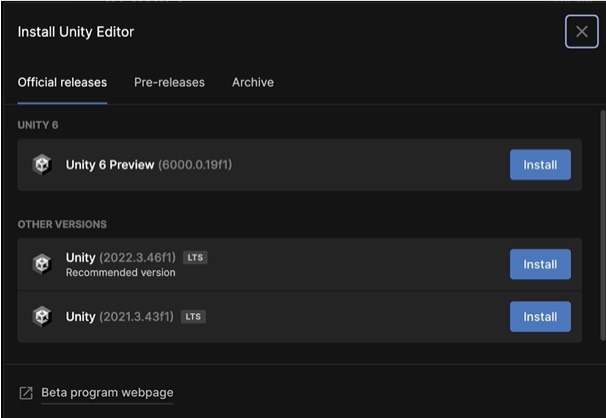 Install Unity Editor
Official releases Pre-releases Archive
UNITY 6
Unity 6 Preview (6000.0.19f1) Install
OTHER VERSIONS
Unity (2022.3.46f1) LTS
Recommended version
Install
Unity (2021.3.43f1) LTS Install
Beta program webpage